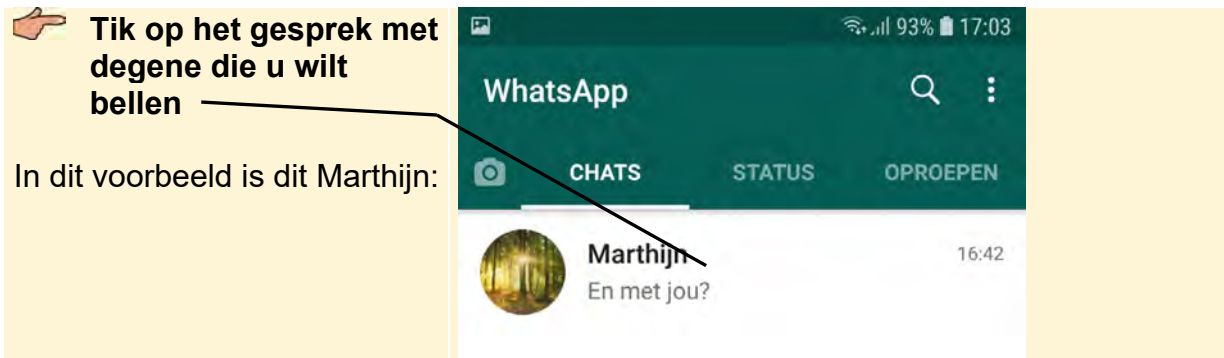 Tik op het gesprek met
degene die u wilt
bellen
In dit voorbeeld is dit Marthijn:
93% 17:03
WhatsApp
CHATS STATUS OPROEPEN
Marthijn 16:42
En met jou?